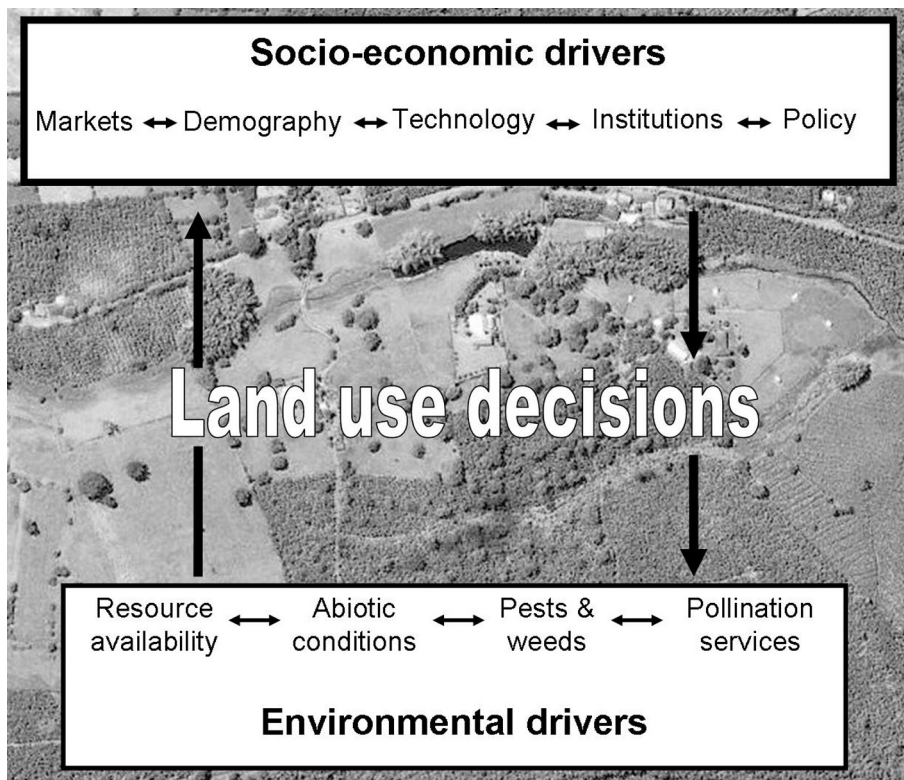 Socio-economic drivers
Markets ↔ Demography ↔ Technology ↔ Institutions ↔ Policy
Land use decisions
Resource availability ↔ Abiotic conditions ↔ Pests & weeds ↔ Pollination services
Environmental drivers